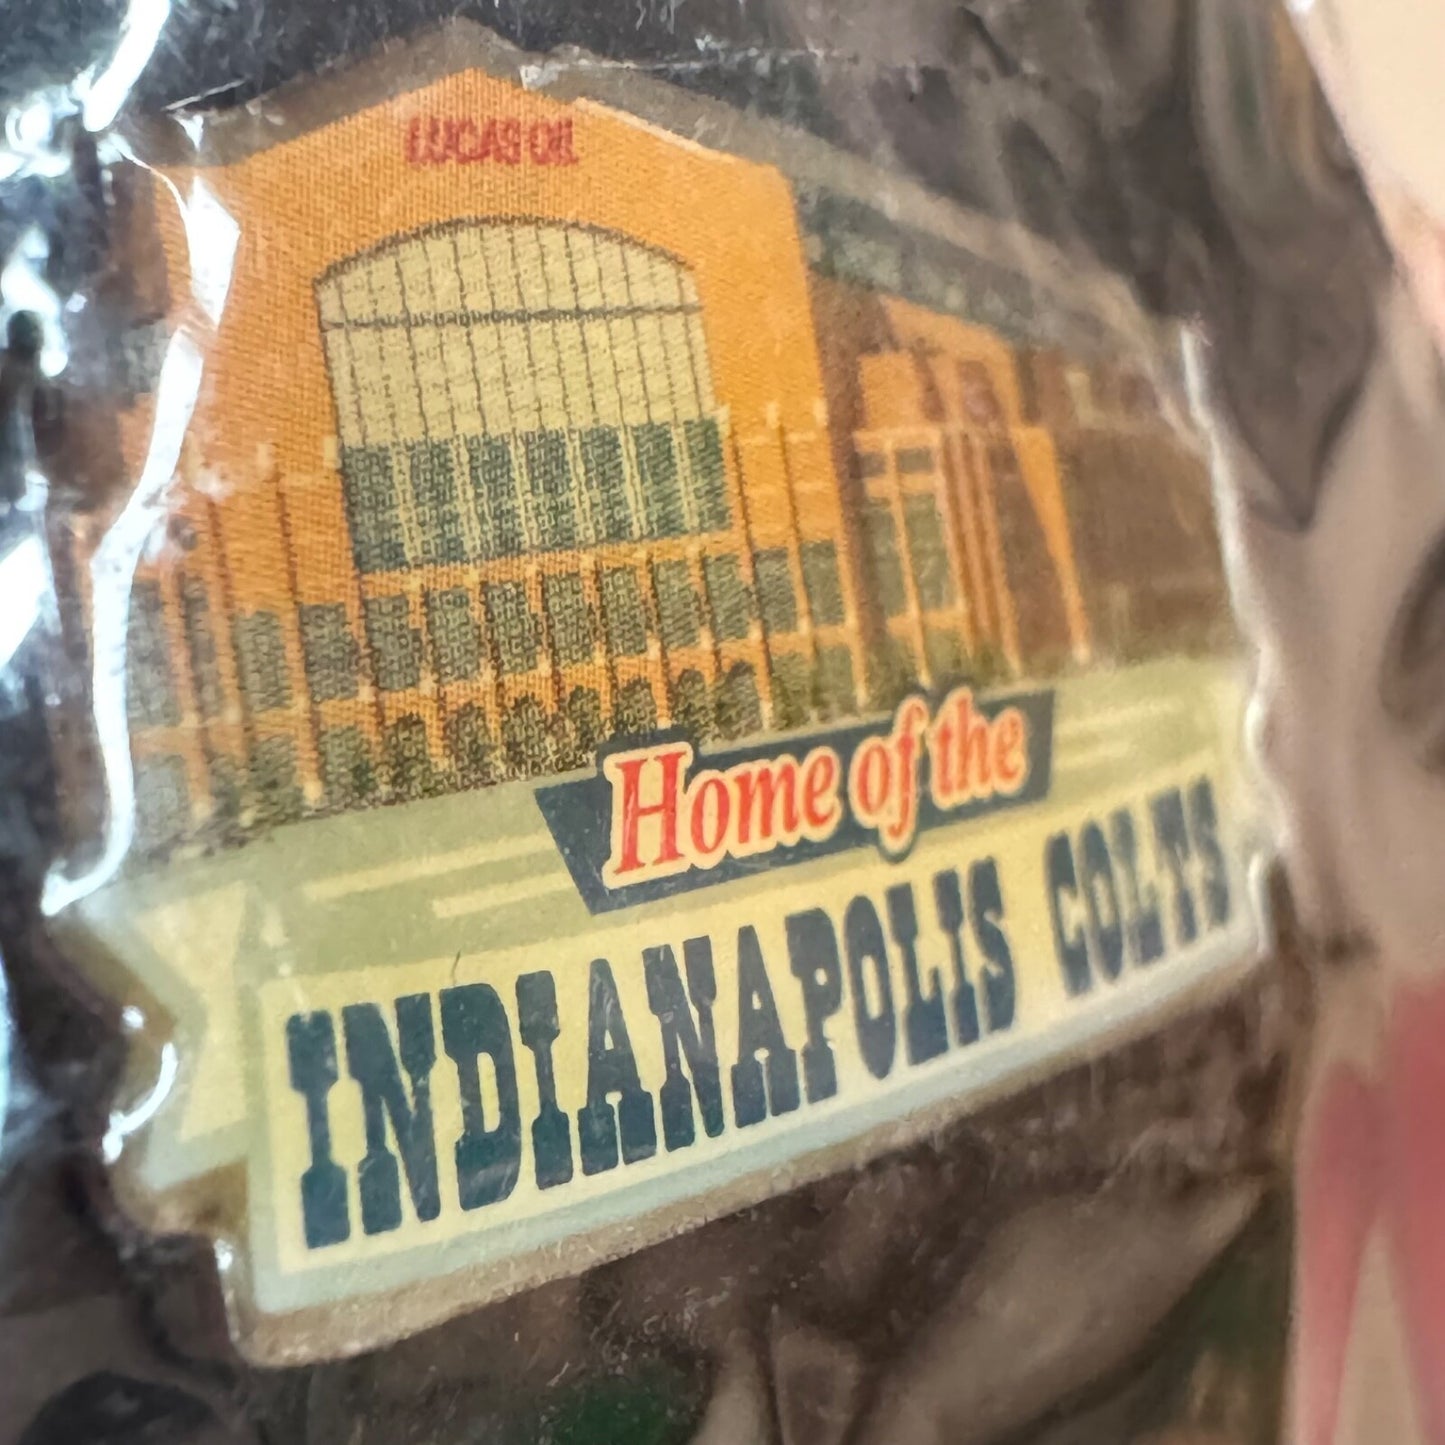 LUCAS OIL
Home of the
INDIANAPOLIS COLTS